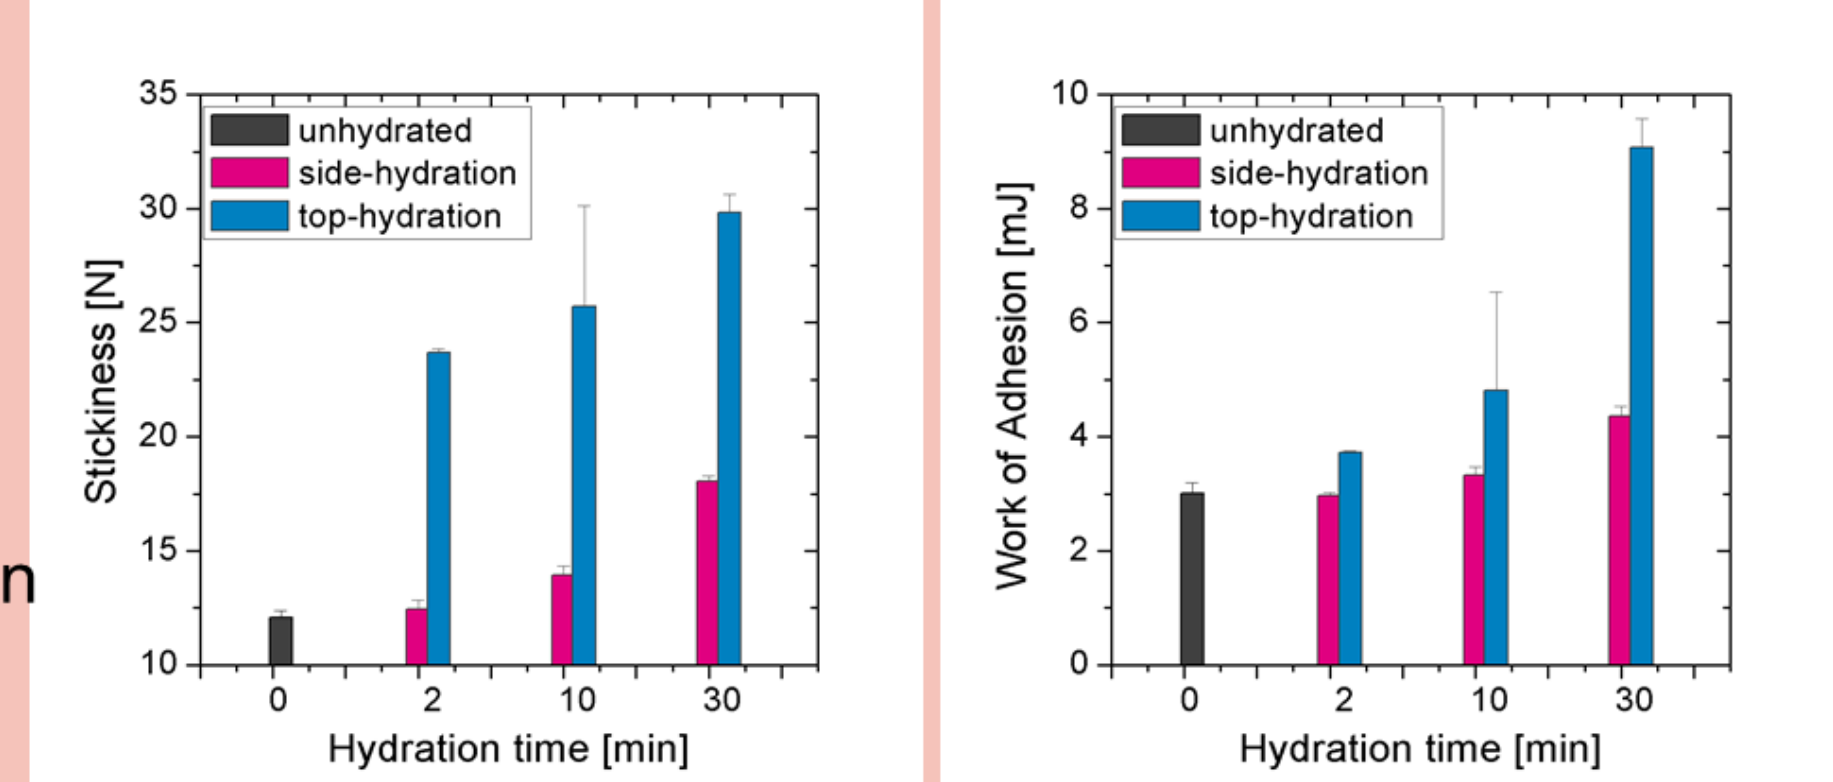 n
35
30
25
20
15
10
Stickiness [N]
unhydrated
side-hydration
top-hydration
0 2 10 30
Hydration time [min]
10
8
6
4
2
0
Work of Adhesion [mJ]
unhydrated
side-hydration
top-hydration
0 2 10 30
Hydration time [min]